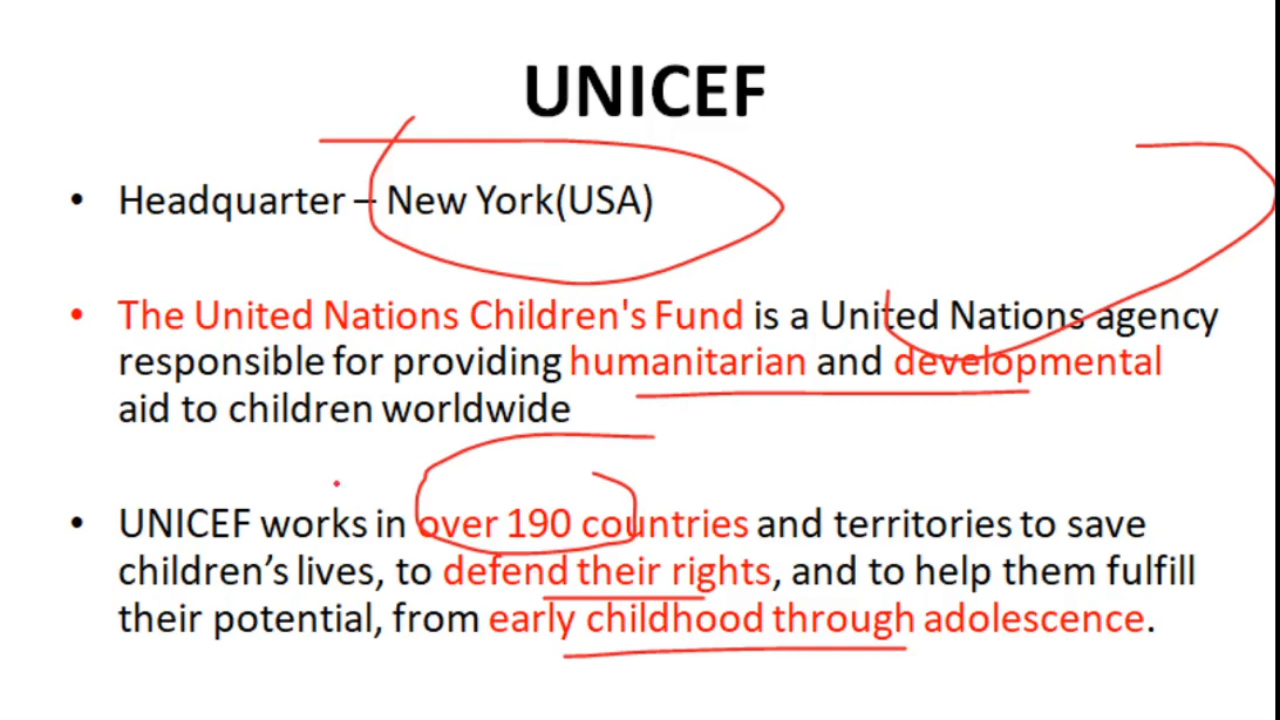 UNICEF
• Headquarter – New York(USA)
• The United Nations Children's Fund is a United Nations agency
responsible for providing humanitarian and developmental
aid to children worldwide
• UNICEF works in over 190 countries and territories to save
children’s lives, to defend their rights, and to help them fulfill
their potential, from early childhood through adolescence.